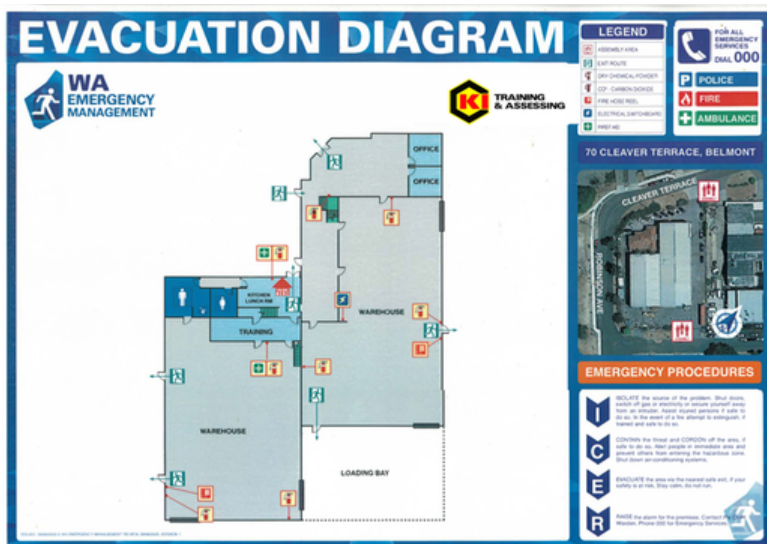 EVACUATION DIAGRAM
WA
EMERGENCY
MANAGEMENT
KI
TRAINING
& ASSESSING
OFFICE
OFFICE
KITCHEN
LUNCH RM
WAREHOUSE
TRAINING
WAREHOUSE
LOADING BAY
LEGEND
ASSEMBLY AREA
EXIT ROUTE
DRY CHEMICAL POWDER
CO² - CARBON DIOXIDE
FIRE HOSE REEL
ELECTRICAL SWITCHBOARD
FIRST AID
FOR ALL
EMERGENCY
SERVICES
DIAL 000
P POLICE
FIRE
AMBULANCE
70 CLEAVER TERRACE, BELMONT
CLEAVER TERRACE
ROBINSON AVE
EMERGENCY PROCEDURES
I
ISOLATE the source of the problem. Shut doors,
switch off gas or electricity or secure yourself away
from an intruder. Assist injured persons if safe to
do so. In the event of a fire attempt to extinguish, if
trained and safe to do so.
C
CONTAIN the threat and CORDON off the area, if
safe to do so. Alert people in immediate area and
prevent others from entering the hazardous zone.
Shut down air-conditioning systems.
E
EVACUATE the area via the nearest safe exit, if your
safety is at risk. Stay calm, do not run.
R
RAISE the alarm for the premises. Contact the
Warden. Phone 000 for Emergency Services.